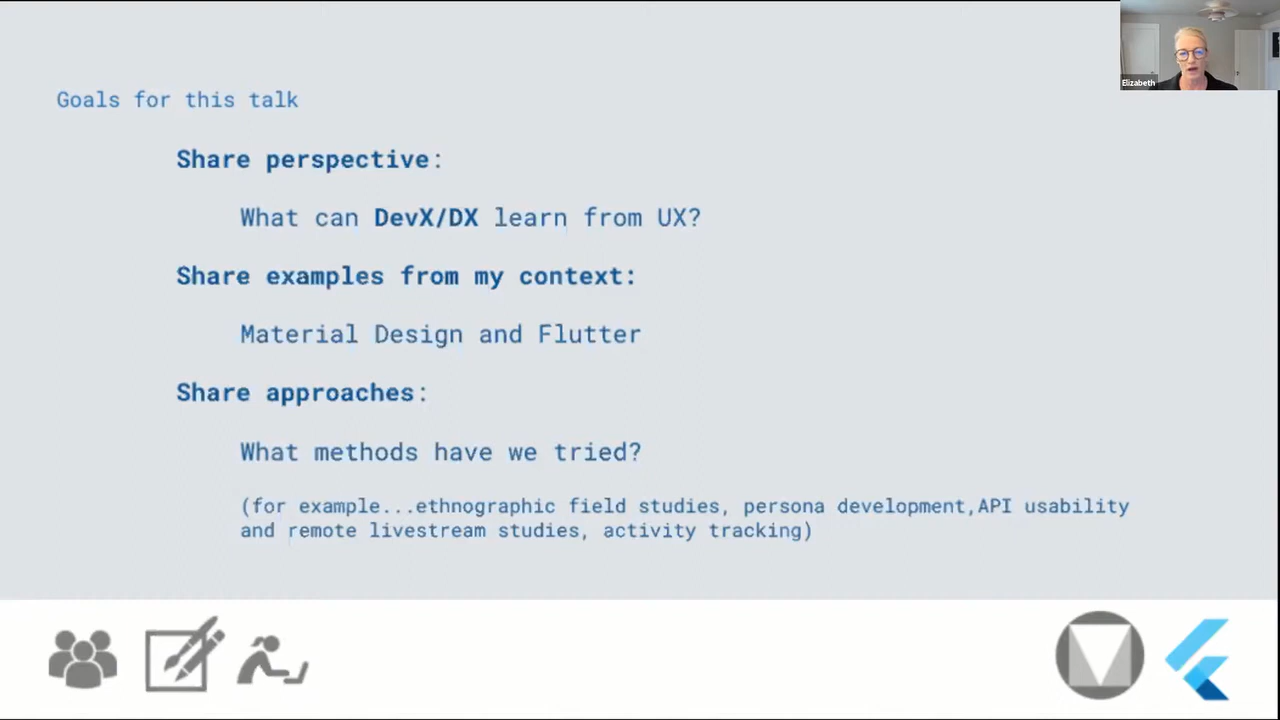 Elizabeth
Goals for this talk
Share perspective:
What can DevX/DX learn from UX?
Share examples from my context:
Material Design and Flutter
Share approaches:
What methods have we tried?
(for example...ethnographic field studies, persona development,API usability
and remote livestream studies, activity tracking)